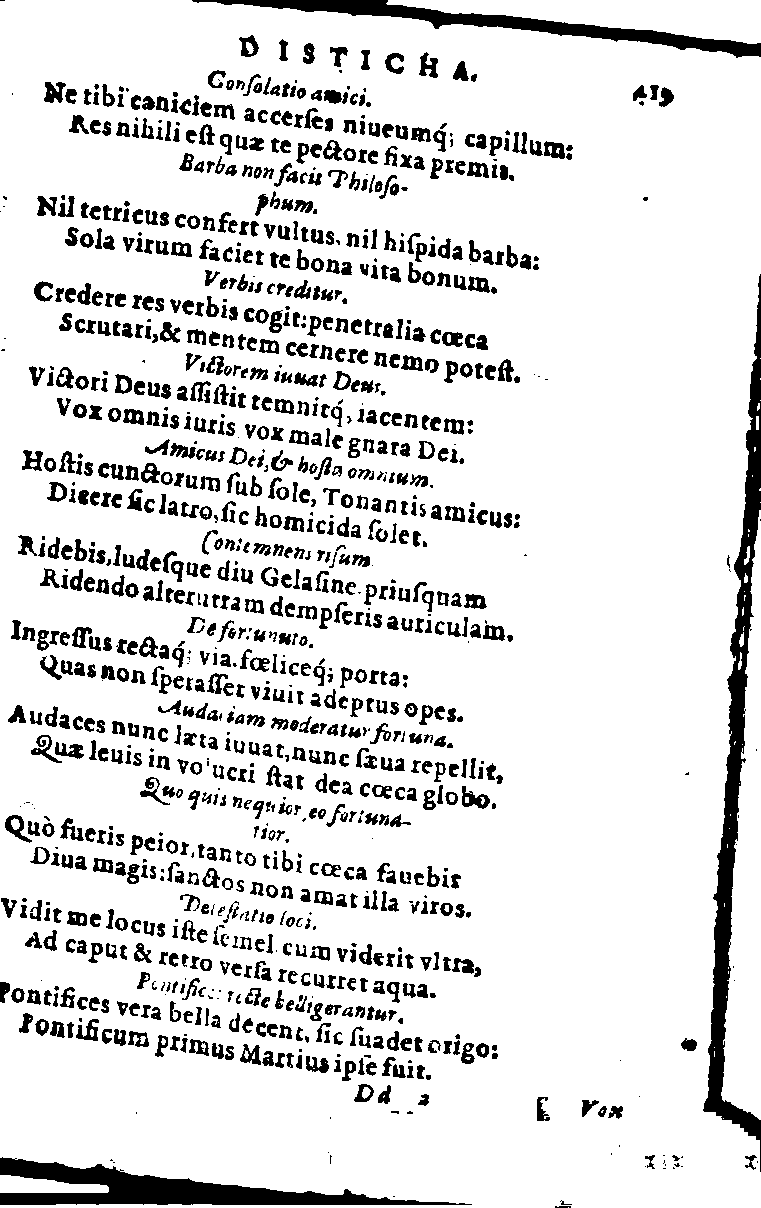 DISTICHA. 419
Conſolatio amici.
Ne tibi caniciem accerſes niueumq́; capillum:
Res nihili eſt quæ te pectore fixa premis.
Barba non facit Philoſo-
phum.
Nil tetricus confert vultus, nil hiſpida barba:
Sola virum faciet te bona vita bonum.
Verbis creditur.
Credere res verbis cogit:penetralia cœca
Scrutari,& mentem cernere nemo poteſt.
Victorem iuuat Deus.
Victori Deus aſſiſtit temnitq́, iacentem:
Vox omnis iuris vox male gnara Dei.
Amicus Dei,& hoſtis omnium.
Hoſtis cunctorum ſub ſole, Tonantis amicus:
Dicere ſic latro,ſic homicida ſolet.
Contemnens riſum
Ridebis,ludeſque diu Gelaſine priuſquam
Ridendo alterutram dempſeris auriculam.
De fortunato.
Ingreſſus rectaq́; via.fœliceq́; porta:
Quas non ſperaſſet viuit adeptus opes.
Audaciam moderatur fortuna.
Audaces nunc læta iuuat,nunc ſæua repellit,
Quæ leuis in volucri ſtat dea cœca globo.
Quo quis nequior,eo fortuna-
tior.
Quò fueris peior,tanto tibi cœca fauebit
Diua magis:ſanctos non amat illa viros.
Deteſtatio loci.
Vidit me locus iſte ſemel cum viderit vltra,
Ad caput & retro verſa recurret aqua.
Pontifices recte belligerantur.
Pontifices vera bella decent, ſic ſuadet origo:
Pontificum primus Martius ipſe fuit.
Dd 2 Vox